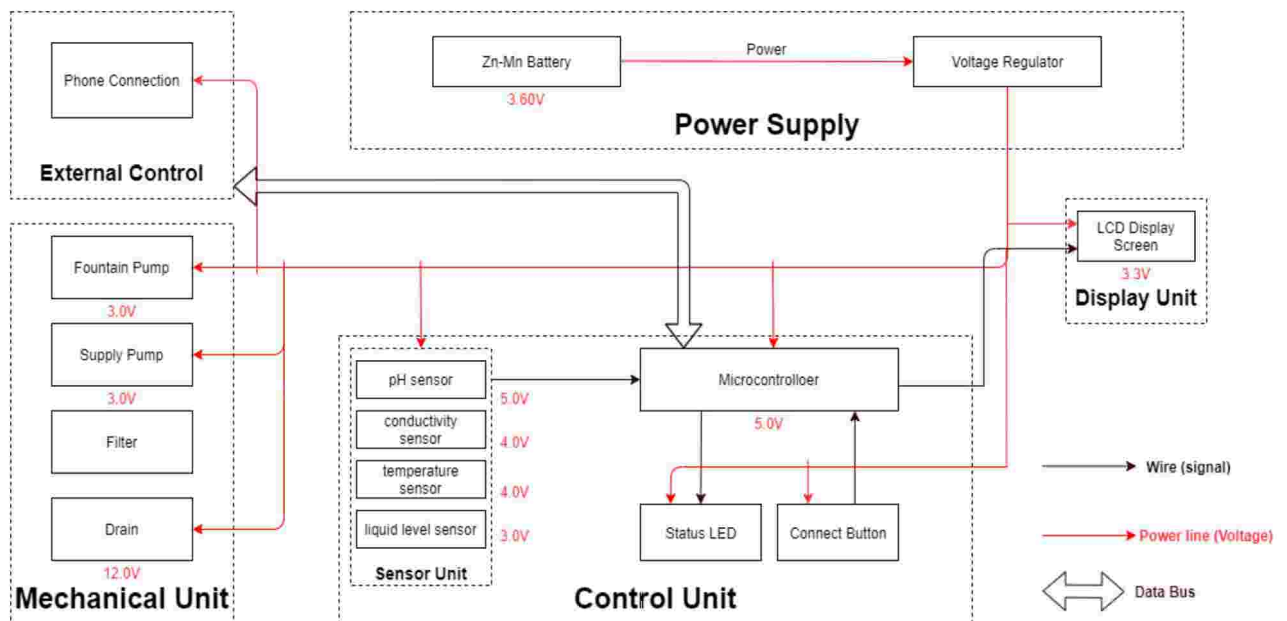 Phone Connection
External Control
Zn-Mn Battery
3.60V
Power
Voltage Regulator
Power Supply
LCD Display
Screen
3.3V
Display Unit
Fountain Pump
3.0V
Supply Pump
3.0V
Filter
Drain
12.0V
Mechanical Unit
pH sensor
5.0V
conductivity
sensor
4.0V
temperature
sensor
4.0V
liquid level sensor
3.0V
Sensor Unit
Microcontrolloer
5.0V
Status LED
Connect Button
Control Unit
Wire (signal)
Power line (Voltage)
Data Bus